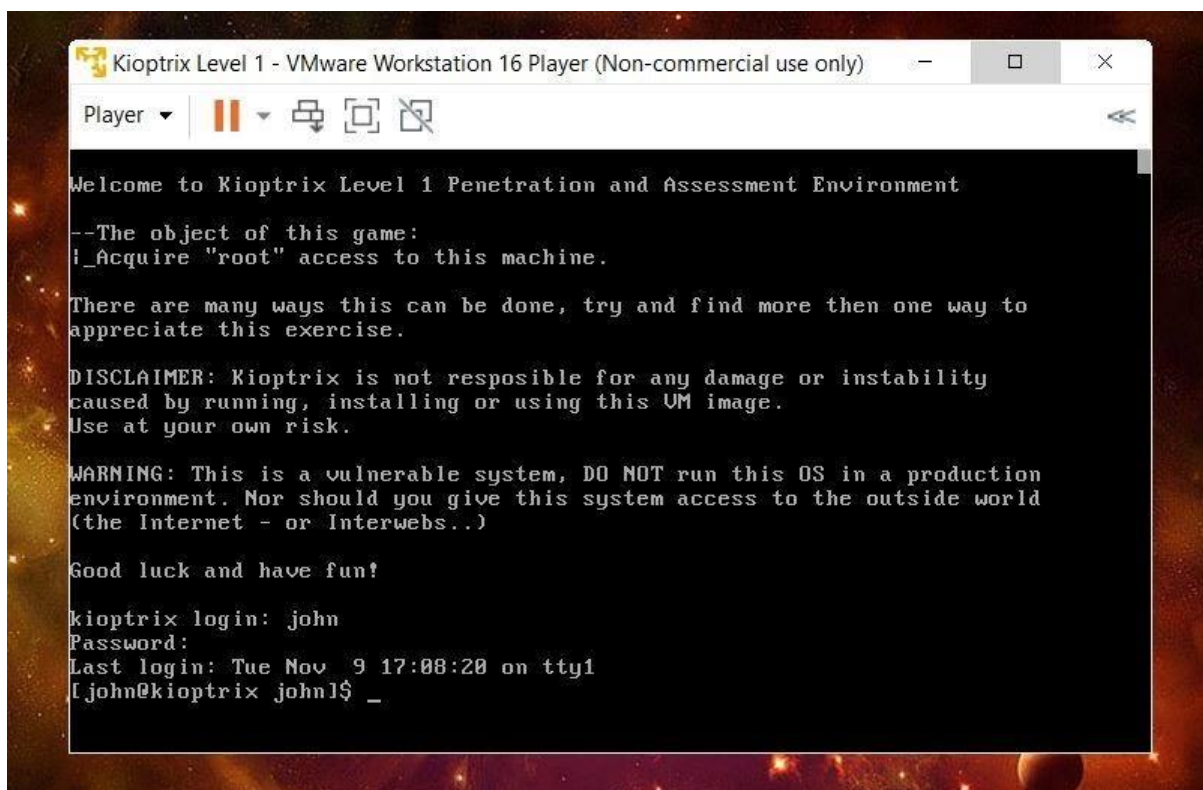 Kioptrix Level 1 - VMware Workstation 16 Player (Non-commercial use only)
Player
Welcome to Kioptrix Level 1 Penetration and Assessment Environment
--The object of this game:
|_Acquire "root" access to this machine.
There are many ways this can be done, try and find more then one way to
appreciate this exercise.
DISCLAIMER: Kioptrix is not resposible for any damage or instability
caused by running, installing or using this VM image.
Use at your own risk.
WARNING: This is a vulnerable system, DO NOT run this OS in a production
environment. Nor should you give this system access to the outside world
(the Internet - or Interwebs..)
Good luck and have fun!
kioptrix login: john
Password:
Last login: Tue Nov  9 17:08:20 on tty1
[john@kioptrix john]$ _